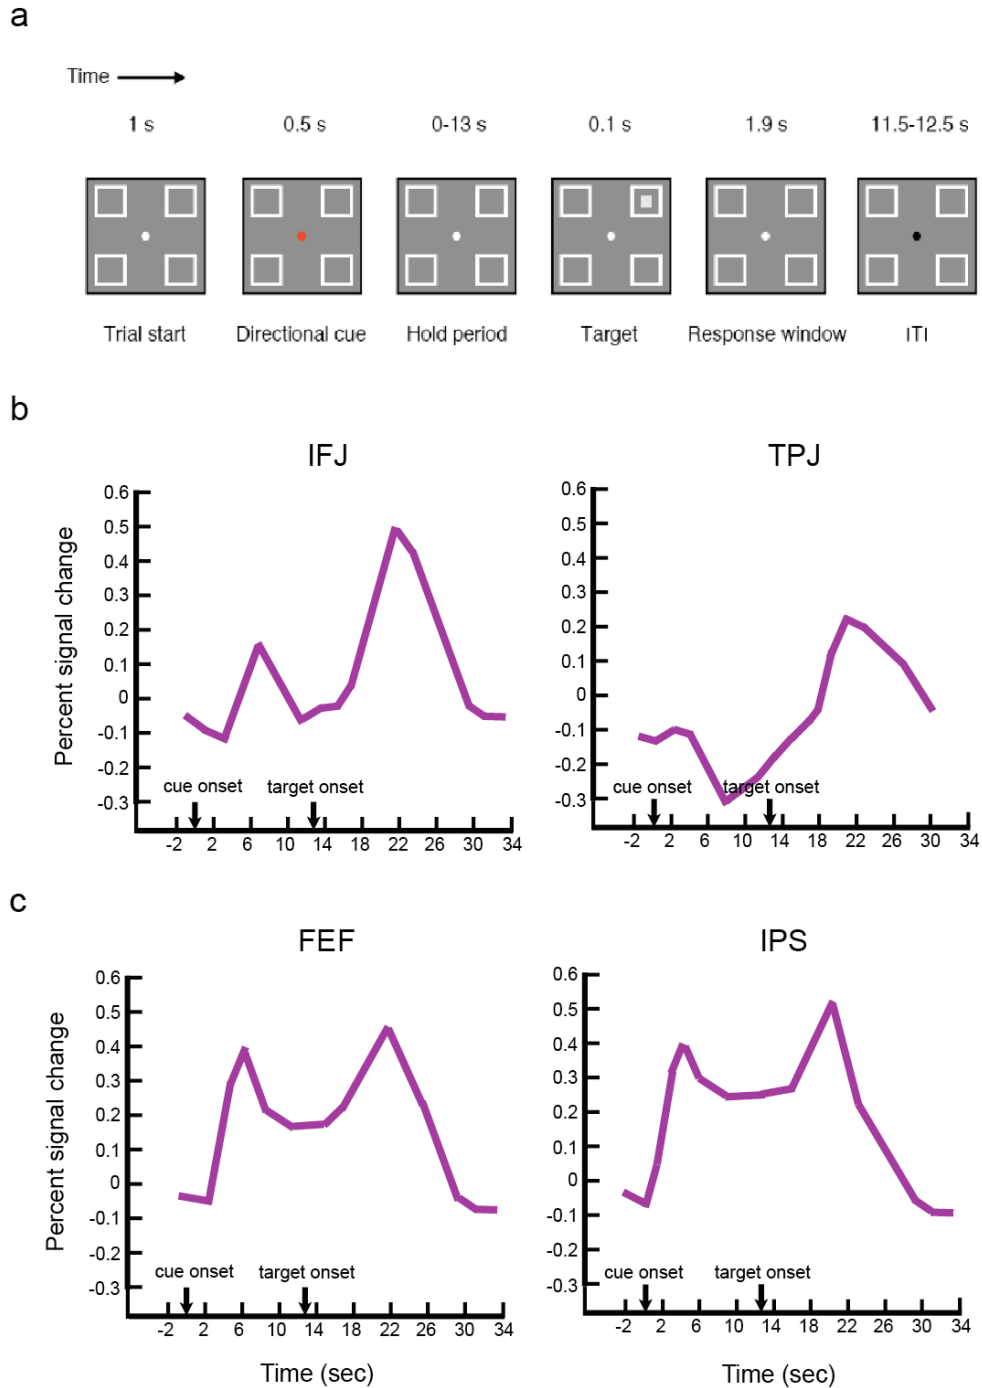 a
Time
1 s 0.5 s 0-13 s 0.1 s 1.9 s 11.5-12.5 s
Trial start Directional cue Hold period Target Response window ITI
b
IFJ
Percent signal change
0.6
0.5
0.4
0.3
0.2
0.1
0
-0.1
-0.2
-0.3
cue onset target onset
-2 2 6 10 14 18 22 26 30 34
TPJ
0.6
0.5
0.4
0.3
0.2
0.1
0
-0.1
-0.2
-0.3
cue onset target onset
-2 2 6 10 14 18 22 26 30 34
c
FEF
Percent signal change
0.6
0.5
0.4
0.3
0.2
0.1
0
-0.1
-0.2
-0.3
cue onset target onset
-2 2 6 10 14 18 22 26 30 34
Time (sec)
IPS
0.6
0.5
0.4
0.3
0.2
0.1
0
-0.1
-0.2
-0.3
cue onset target onset
-2 2 6 10 14 18 22 26 30 34
Time (sec)